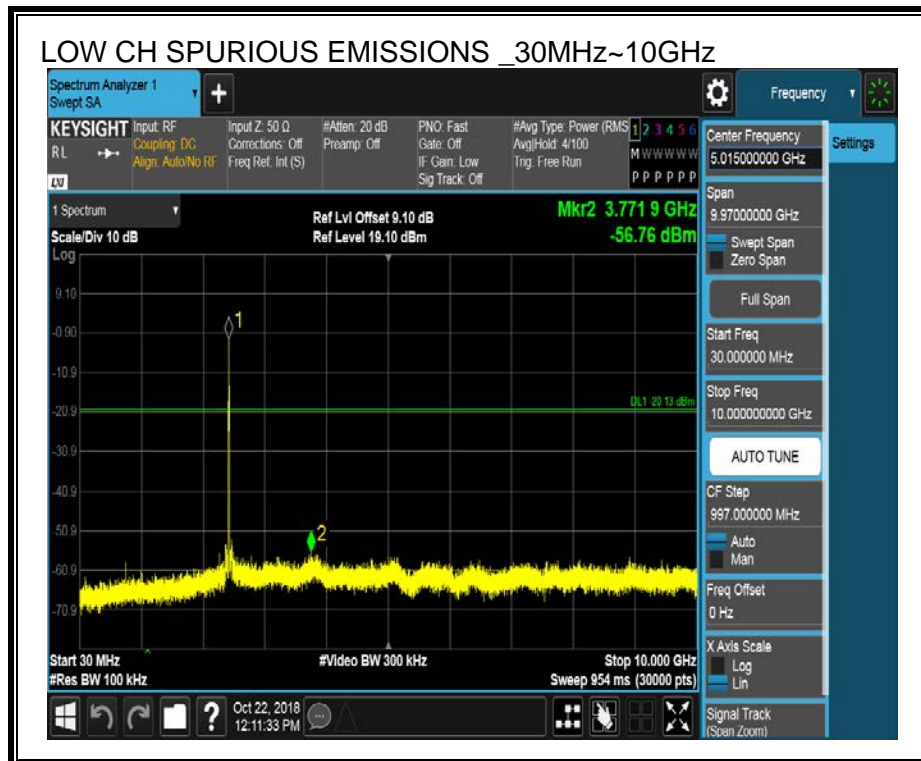 LOW CH SPURIOUS EMISSIONS _30MHz~10GHz
Spectrum Analyzer 1
Swept SA
+
Frequency
KEYSIGHT
RL
LXI
Input: RF
Coupling: DC
Align: Auto/No RF
Input Z: 50 Ω
Corrections: Off
Freq Ref: Int (S)
#Atten: 20 dB
Preamp: Off
PNO: Fast
Gate: Off
IF Gain: Low
Sig Track: Off
#Avg Type: Power (RMS
Avg|Hold: 4/100
Trig: Free Run
1 2 3 4 5 6
M W W W W W
P P P P P P
1 Spectrum
Scale/Div 10 dB
Log
Ref Lvl Offset 9.10 dB
Ref Level 19.10 dBm
Mkr2 3.771 9 GHz
-56.76 dBm
9.10
-0.90
-10.9
-20.9
-30.9
-40.9
-50.9
-60.9
-70.9
1
DL1 -20.13 dBm
2
Start 30 MHz
#Res BW 100 kHz
#Video BW 300 kHz
Stop 10.000 GHz
Sweep 954 ms (30000 pts)
?
Oct 22, 2018
12:11:33 PM
Center Frequency
5.015000000 GHz
Settings
Span
9.97000000 GHz
Swept Span
Zero Span
Full Span
Start Freq
30.000000 MHz
Stop Freq
10.000000000 GHz
AUTO TUNE
CF Step
997.000000 MHz
Auto
Man
Freq Offset
0 Hz
X Axis Scale
Log
Lin
Signal Track
(Span Zoom)